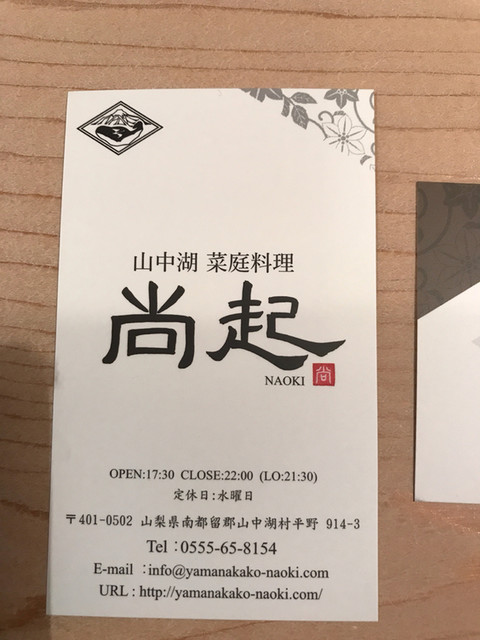 山中湖 菜庭料理
尚起
NAOKI 尚
OPEN:17:30 CLOSE:22:00 (LO:21:30)
定休日:水曜日
〒401-0502 山梨県南都留郡山中湖村平野 914-3
Tel :0555-65-8154
E-mail :info@yamanakako-naoki.com
URL : http://yamanakako-naoki.com/